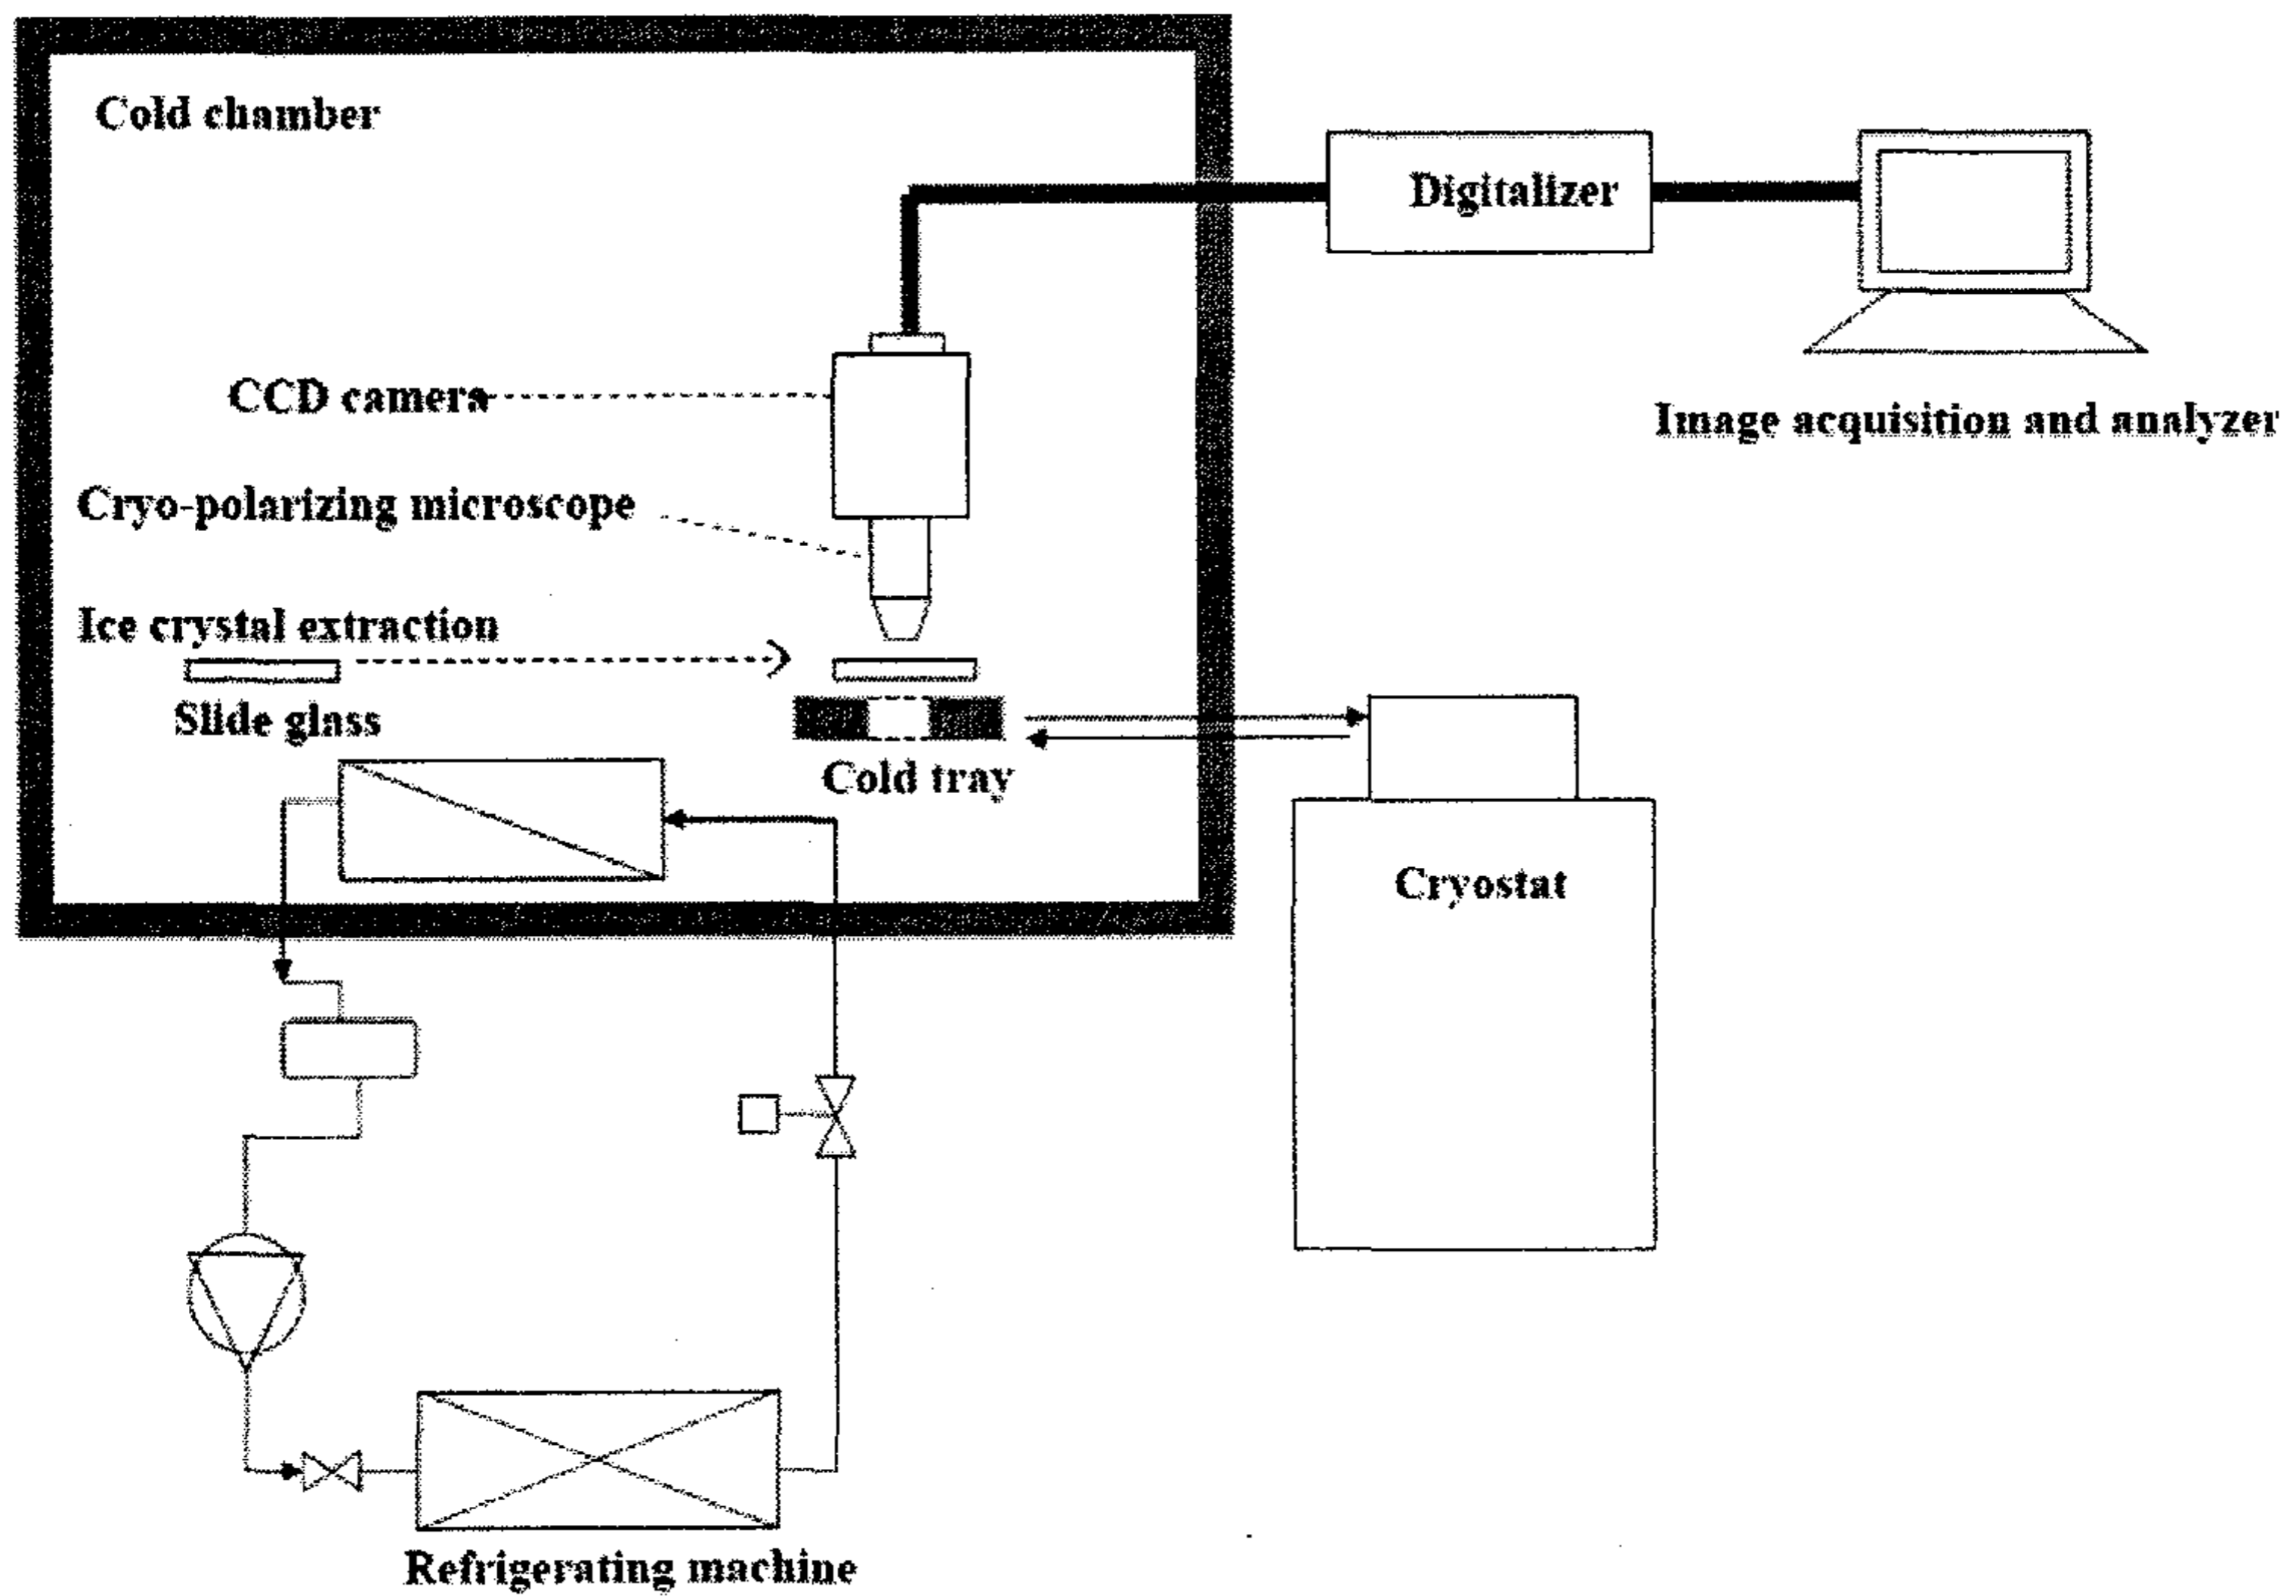 Cold chamber
Digitalizer
CCD camera
Image acquisition and analyzer
Cryo-polarizing microscope
Ice crystal extraction
Slide glass
Cold tray
Cryostat
Refrigerating machine